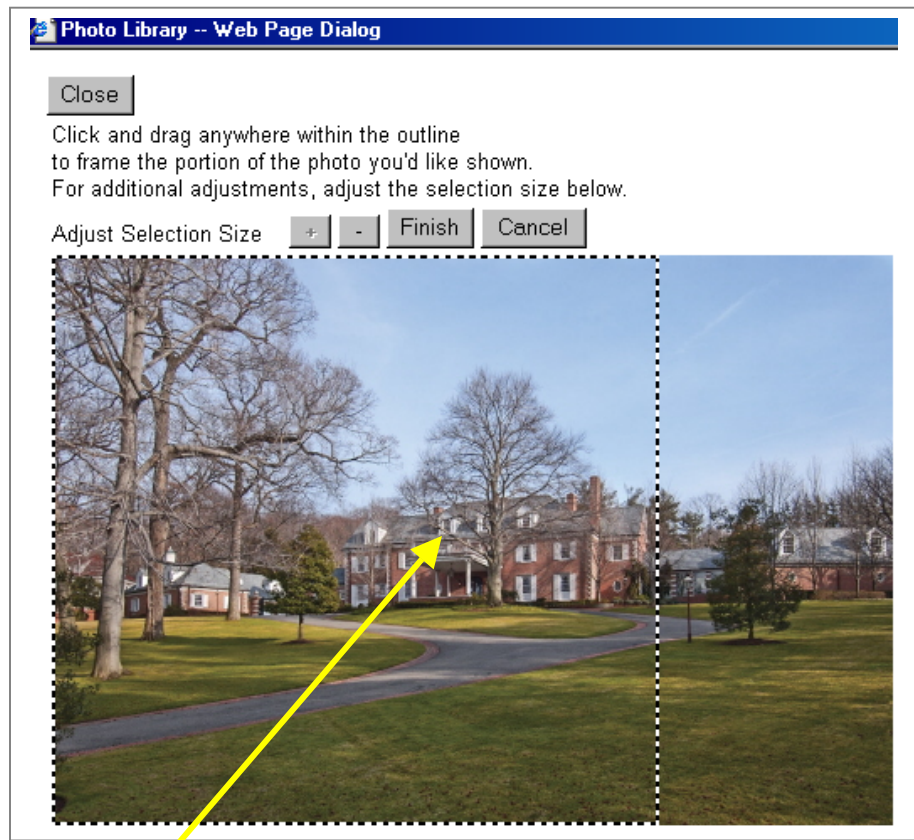 Photo Library -- Web Page Dialog
Close
Click and drag anywhere within the outline
to frame the portion of the photo you'd like shown.
For additional adjustments, adjust the selection size below.
Adjust Selection Size + - Finish Cancel